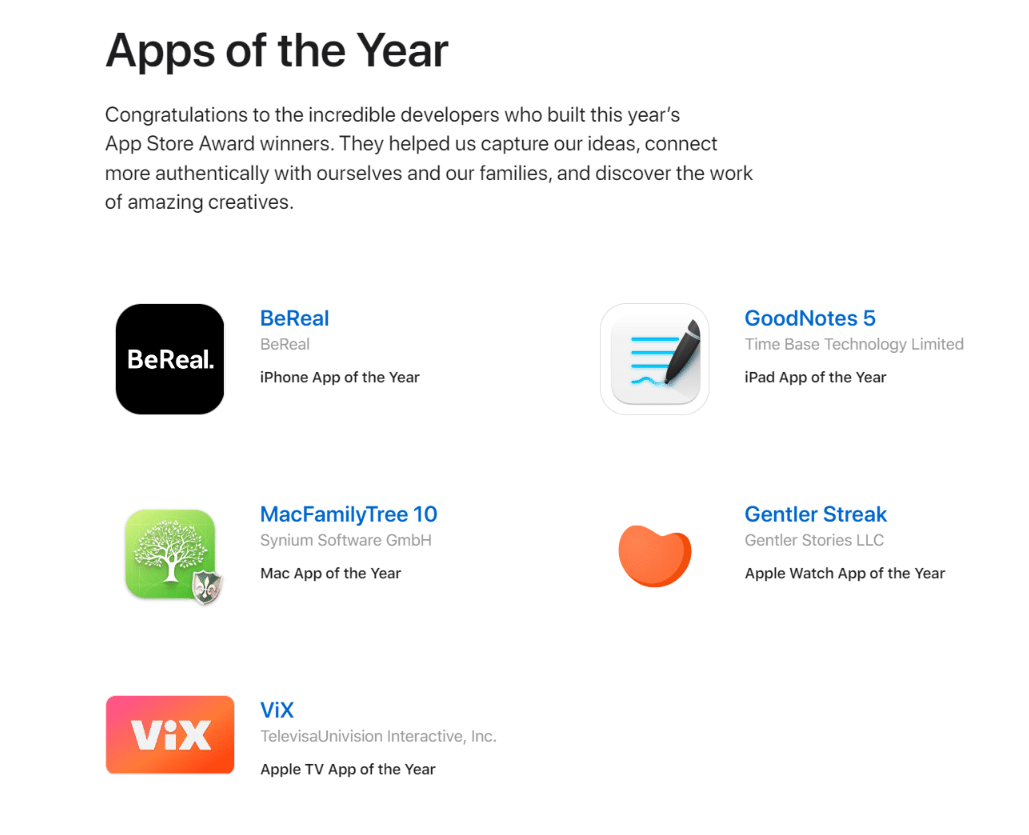 Apps of the Year
Congratulations to the incredible developers who built this year’s
App Store Award winners. They helped us capture our ideas, connect
more authentically with ourselves and our families, and discover the work
of amazing creatives.
BeReal.
BeReal
BeReal
iPhone App of the Year
GoodNotes 5
Time Base Technology Limited
iPad App of the Year
MacFamilyTree 10
Synium Software GmbH
Mac App of the Year
Gentler Streak
Gentler Stories LLC
Apple Watch App of the Year
ViX
ViX
TelevisaUnivision Interactive, Inc.
Apple TV App of the Year